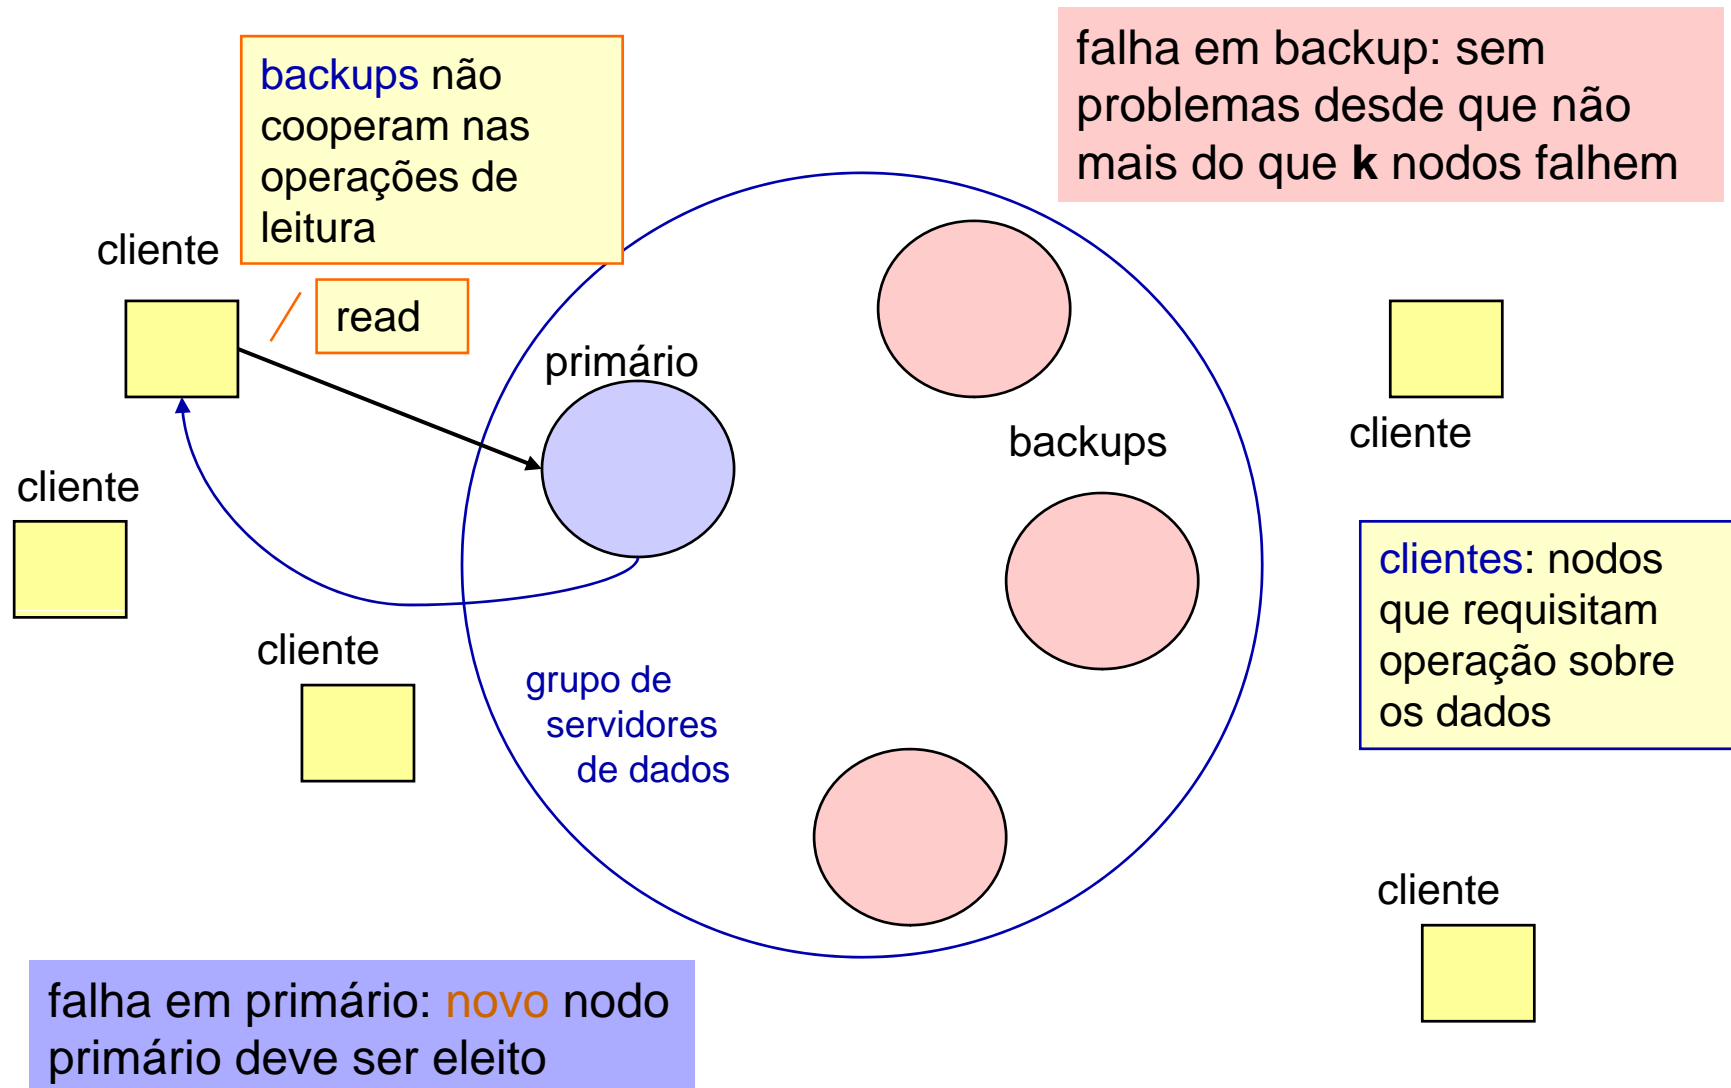 backups não
cooperam nas
operações de
leitura
falha em backup: sem
problemas desde que não
mais do que k nodos falhem
cliente
read
primário
backups
cliente
cliente
clientes: nodos
que requisitam
operação sobre
os dados
cliente
grupo de
servidores
de dados
cliente
falha em primário: novo nodo
primário deve ser eleito